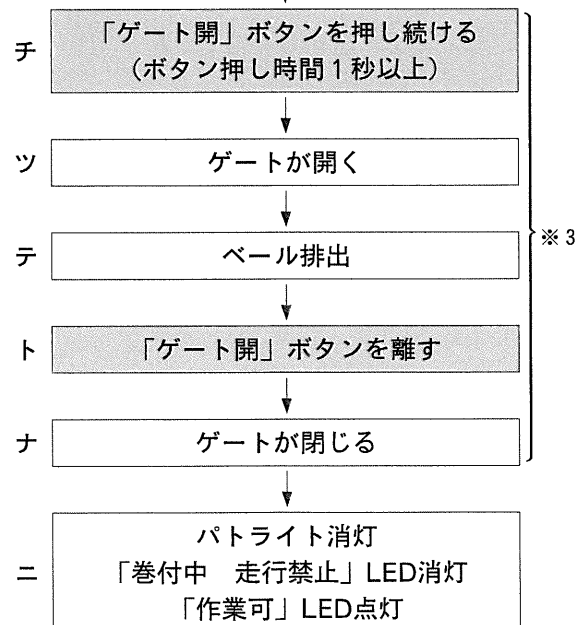 チ 「ゲート開」ボタンを押し続ける
（ボタン押し時間１秒以上）
ツ ゲートが開く
※３
テ ベール排出
ト 「ゲート開」ボタンを離す
ナ ゲートが閉じる
パトライト消灯
ニ 「巻付中　走行禁止」LED消灯
「作業可」LED点灯